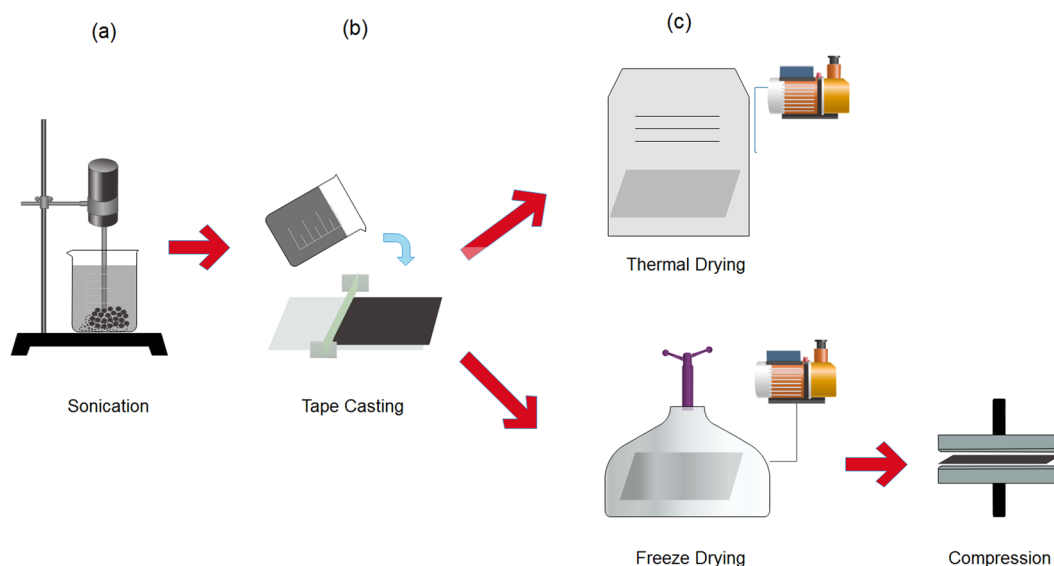 (a)
(b)
(c)
Sonication
Tape Casting
Thermal Drying
Freeze Drying
Compression